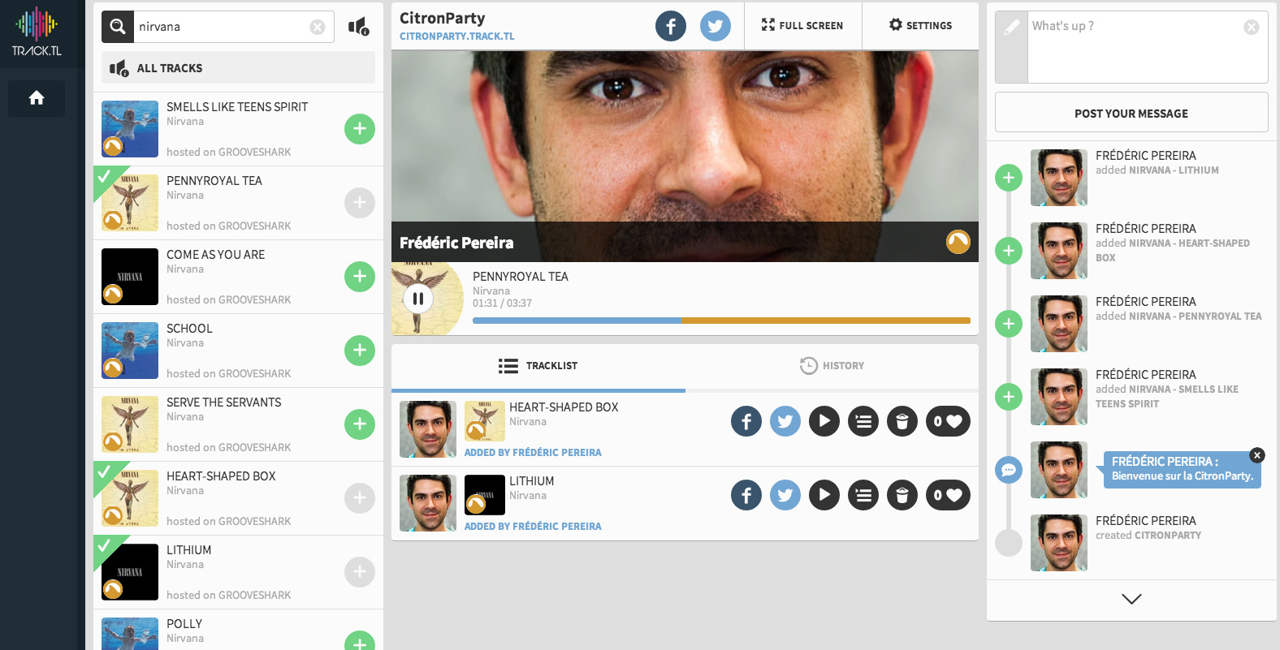 TRACK.TL
nirvana
ALL TRACKS
SMELLS LIKE TEENS SPIRIT
Nirvana
hosted on GROOVESHARK
PENNYROYAL TEA
Nirvana
hosted on GROOVESHARK
COME AS YOU ARE
Nirvana
hosted on GROOVESHARK
NIRVANA
SCHOOL
Nirvana
hosted on GROOVESHARK
SERVE THE SERVANTS
Nirvana
hosted on GROOVESHARK
HEART-SHAPED BOX
Nirvana
hosted on GROOVESHARK
LITHIUM
Nirvana
hosted on GROOVESHARK
NIRVANA
POLLY
Nirvana
CitronParty
CITRONPARTY.TRACK.TL
FULL SCREEN
SETTINGS
Frédéric Pereira
PENNYROYAL TEA
Nirvana
01:31 / 03:37
TRACKLIST
HISTORY
HEART-SHAPED BOX
Nirvana
ADDED BY FRÉDÉRIC PEREIRA
0
LITHIUM
Nirvana
ADDED BY FRÉDÉRIC PEREIRA
0
What's up ?
POST YOUR MESSAGE
FRÉDÉRIC PEREIRA
added NIRVANA - LITHIUM
FRÉDÉRIC PEREIRA
added NIRVANA - HEART-SHAPED
BOX
FRÉDÉRIC PEREIRA
added NIRVANA - PENNYROYAL TEA
FRÉDÉRIC PEREIRA
added NIRVANA - SMELLS LIKE
TEENS SPIRIT
FRÉDÉRIC PEREIRA :
Bienvenue sur la CitronParty.
FRÉDÉRIC PEREIRA
created CITRONPARTY